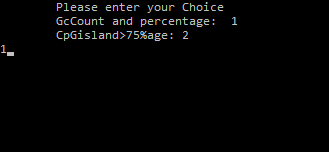 Please enter your Choice
GcCount and percentage:  1
CpGisland>75%age: 2
1